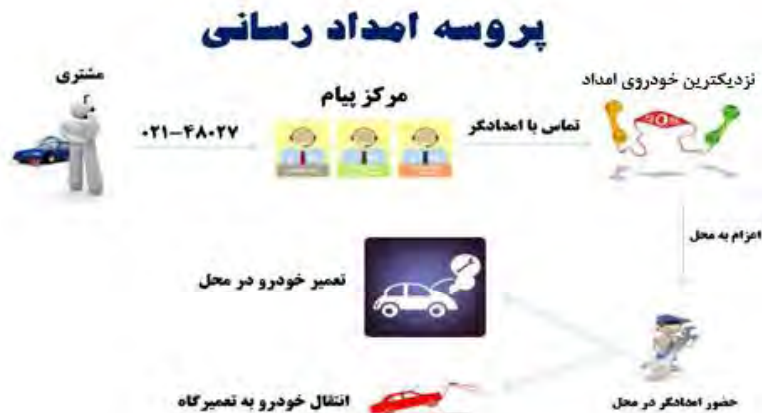 پروسه امداد رسانی
مشتری
۰۲۱-۴۸۰۲۷
مرکز پیام
تماس با امدادگر
نزدیکترین خودروی امداد
اعزام به محل
حضور امدادگر در محل
تعمیر خودرو در محل
انتقال خودرو به تعمیرگاه